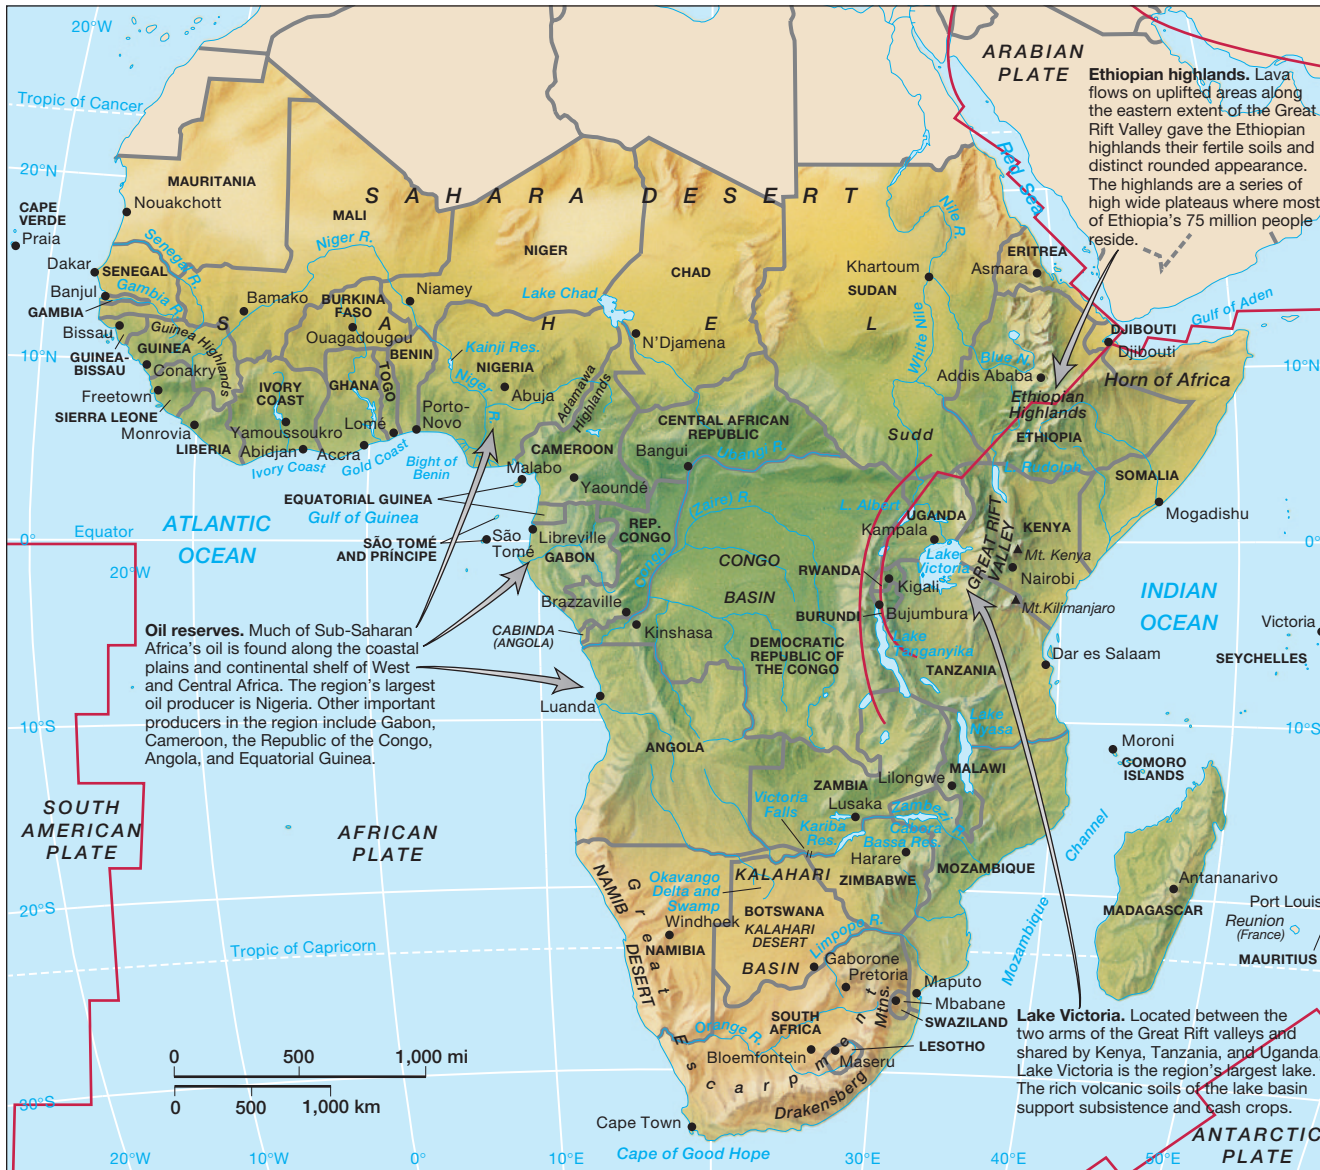 20°W
Tropic of Cancer
20°N
10°N
Equator
0°
20°W
10°S
20°S
Tropic of Capricorn
30°S
20°W
10°W
0°
10°E
30°E
40°E
50°E
10°N
0°
10°S
ARABIAN
PLATE
Ethiopian highlands. Lava
flows on uplifted areas along
the eastern extent of the Great
Rift Valley gave the Ethiopian
highlands their fertile soils and
distinct rounded appearance.
The highlands are a series of
high wide plateaus where most
of Ethiopia's 75 million people
reside.
Red Sea
Gulf of Aden
CAPE
VERDE
Praia
MAURITANIA
Nouakchott
SAHARA DESERT
MALI
Niger R.
NIGER
CHAD
Lake Chad
Nile R.
Khartoum
SUDAN
ERITREA
Asmara
Dakar
SENEGAL
Senegal R.
Banjul
Gambia R.
GAMBIA
Bissau
GUINEA-
BISSAU
Guinea Highlands
GUINEA
Conakry
Freetown
SIERRA LEONE
Monrovia
LIBERIA
Bamako
SAHEL
BURKINA
FASO
Ouagadougou
Niamey
BENIN
TOGO
GHANA
IVORY
COAST
Yamoussoukro
Abidjan
Accra
Lomé
Porto-
Novo
Ivory Coast
Gold Coast
Bight of
Benin
Kainji Res.
NIGERIA
Niger R.
Abuja
Adamawa
Highlands
N'Djamena
White Nile
Blue N.
Addis Ababa
DJIBOUTI
Djibouti
Horn of Africa
Ethiopian
Highlands
ETHIOPIA
SOMALIA
Mogadishu
Sudd
CENTRAL AFRICAN
REPUBLIC
Bangui
Ubangi R.
CAMEROON
Malabo
Yaoundé
EQUATORIAL GUINEA
Gulf of Guinea
SÃO TOMÉ
AND PRÍNCIPE
São
Tomé
Libreville
GABON
REP.
CONGO
Congo
(Zaire) R.
CONGO
BASIN
L. Albert
L. Rudolph
UGANDA
Kampala
Lake
Victoria
GREAT RIFT
VALLEY
KENYA
Mt. Kenya
Nairobi
Mt.Kilimanjaro
RWANDA
Kigali
BURUNDI
Bujumbura
Lake
Tanganyika
TANZANIA
Dar es Salaam
ATLANTIC
OCEAN
INDIAN
OCEAN
Victoria
SEYCHELLES
Brazzaville
Kinshasa
CABINDA
(ANGOLA)
DEMOCRATIC
REPUBLIC OF
THE CONGO
Oil reserves. Much of Sub-Saharan
Africa's oil is found along the coastal
plains and continental shelf of West
and Central Africa. The region's largest
oil producer is Nigeria. Other important
producers in the region include Gabon,
Cameroon, the Republic of the Congo,
Angola, and Equatorial Guinea.
Luanda
ANGOLA
ZAMBIA
Lusaka
Lilongwe
MALAWI
Lake
Nyasa
Moroni
COMORO
ISLANDS
SOUTH
AMERICAN
PLATE
AFRICAN
PLATE
Victoria
Falls
Kariba
Res.
Zambezi R.
Cabora
Bassa Res.
Harare
ZIMBABWE
MOZAMBIQUE
Mozambique Channel
Antananarivo
MADAGASCAR
Port Louis
Reunion
(France)
MAURITIUS
NAMIB
DESERT
Great Escarpment
Okavango
Delta and
Swamp
Windhoek
NAMIBIA
KALAHARI
BOTSWANA
KALAHARI
DESERT
BASIN
Limpopo R.
Gaborone
Pretoria
Maputo
Mbabane
SWAZILAND
SOUTH
AFRICA
Orange R.
Bloemfontein
LESOTHO
Maseru
Drakensberg
Mtns.
Cape Town
Cape of Good Hope
0 500 1,000 mi
0 500 1,000 km
Lake Victoria. Located between the
two arms of the Great Rift valleys and
shared by Kenya, Tanzania, and Uganda,
Lake Victoria is the region's largest lake.
The rich volcanic soils of the lake basin
support subsistence and cash crops.
ANTARCTIC
PLATE